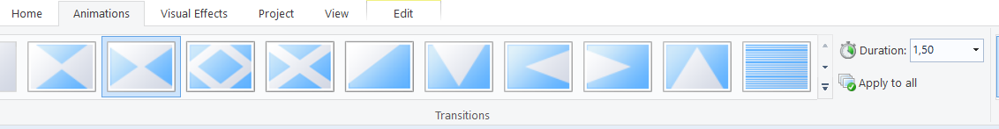 Home Animations Visual Effects Project View Edit
Duration: 1,50
Apply to all
Transitions